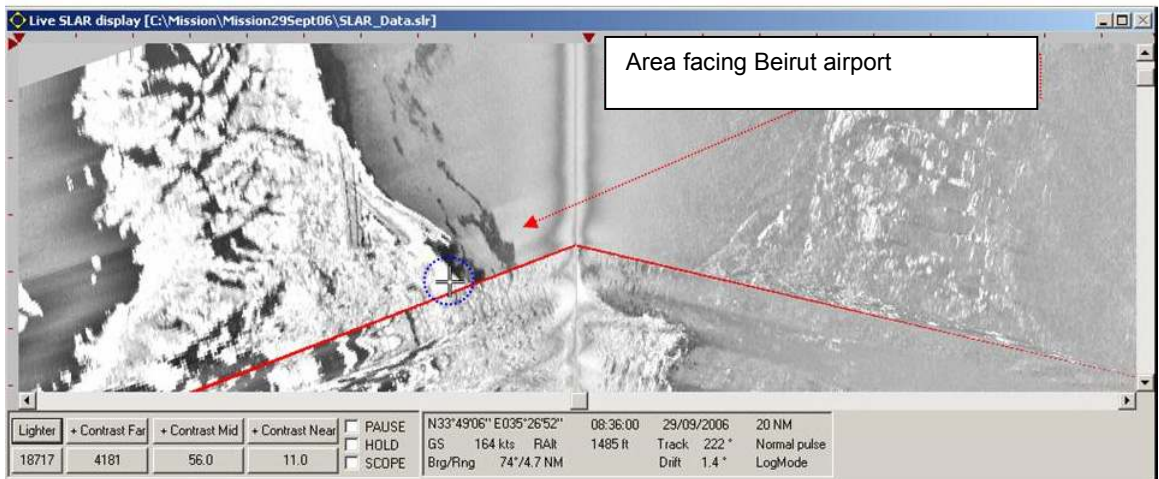 Live SLAR display [C:\Mission\Mission29Sept06\SLAR_Data.slr]
Area facing Beirut airport
Lighter + Contrast Far + Contrast Mid + Contrast Near PAUSE N33°49'06'' E035°26'52'' 08:36:00 29/09/2006 20 NM
HOLD GS 164 kts RAlt 1485 ft Track 222 ° Normal pulse
18717 4181 56.0 11.0 SCOPE Brg/Rng 74°/4.7 NM Drift 1.4 ° LogMode